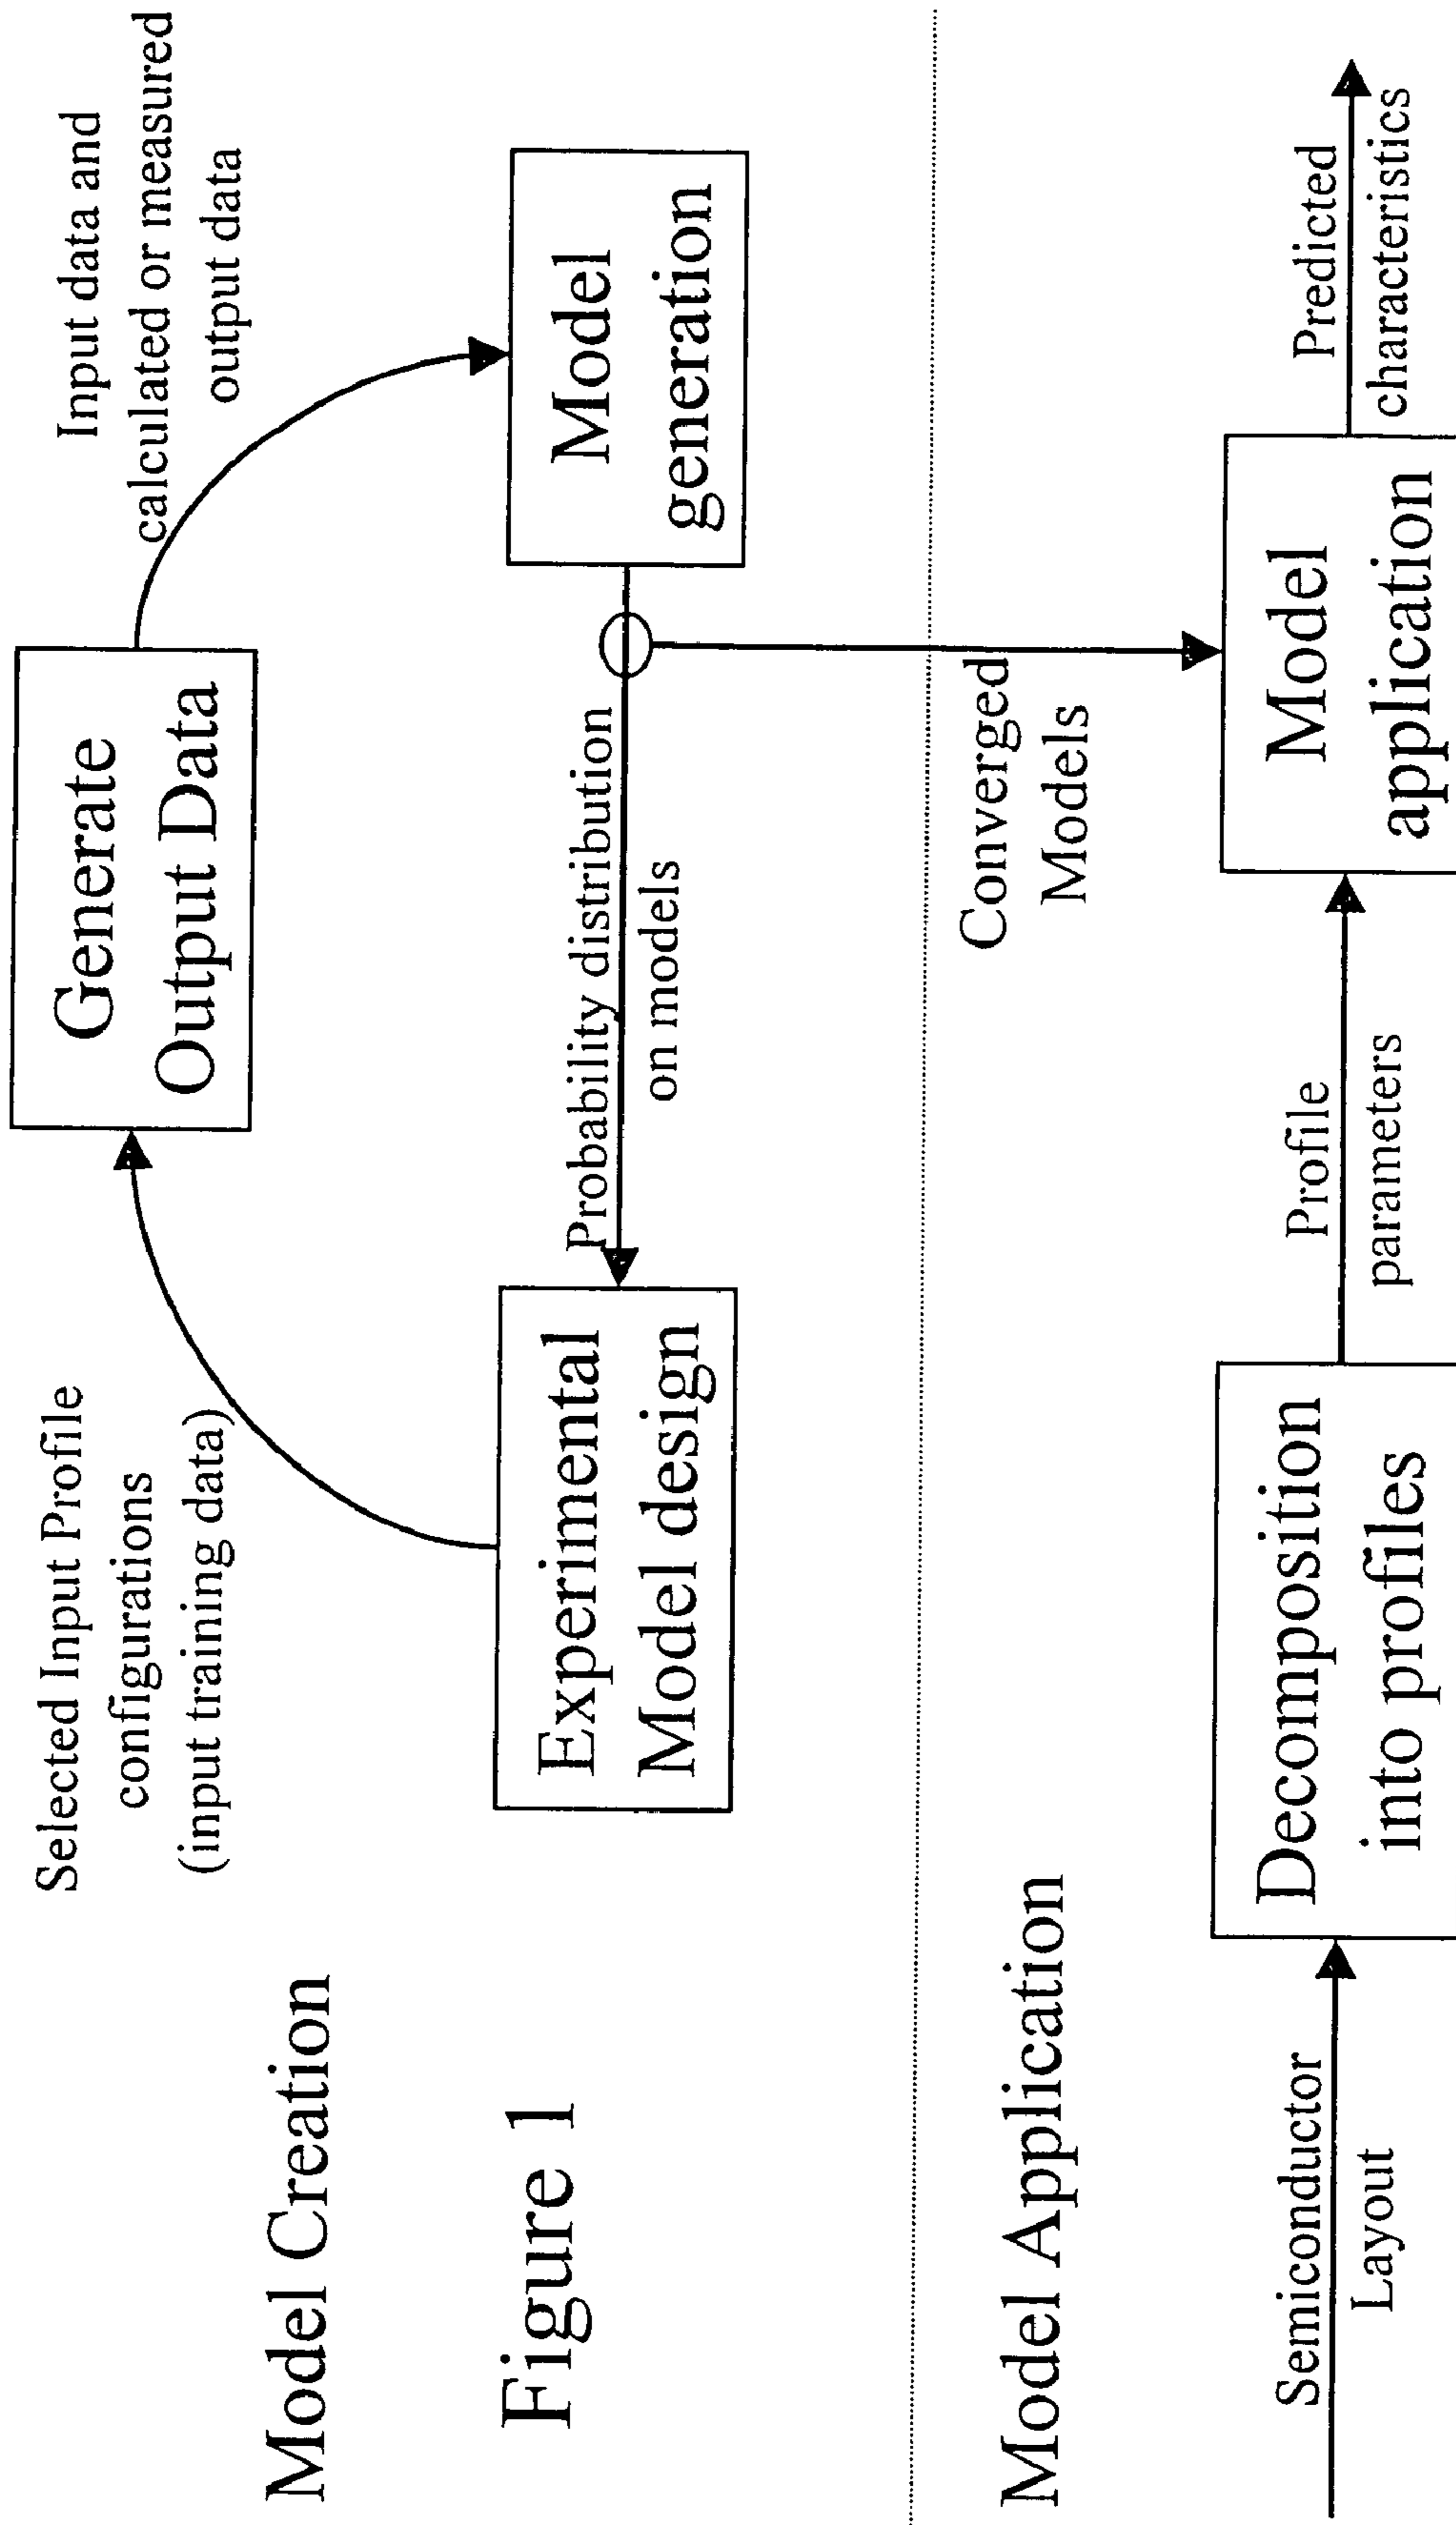 Model Creation
Figure 1
Selected Input Profile
configurations
(input training data)
Generate
Output Data
Input data and
calculated or measured
output data
Experimental
Model design
Probability distribution
on models
Model
generation
Converged
Models
Model Application
Semiconductor
Layout
Decomposition
into profiles
Profile
parameters
Model
application
Predicted
characteristics